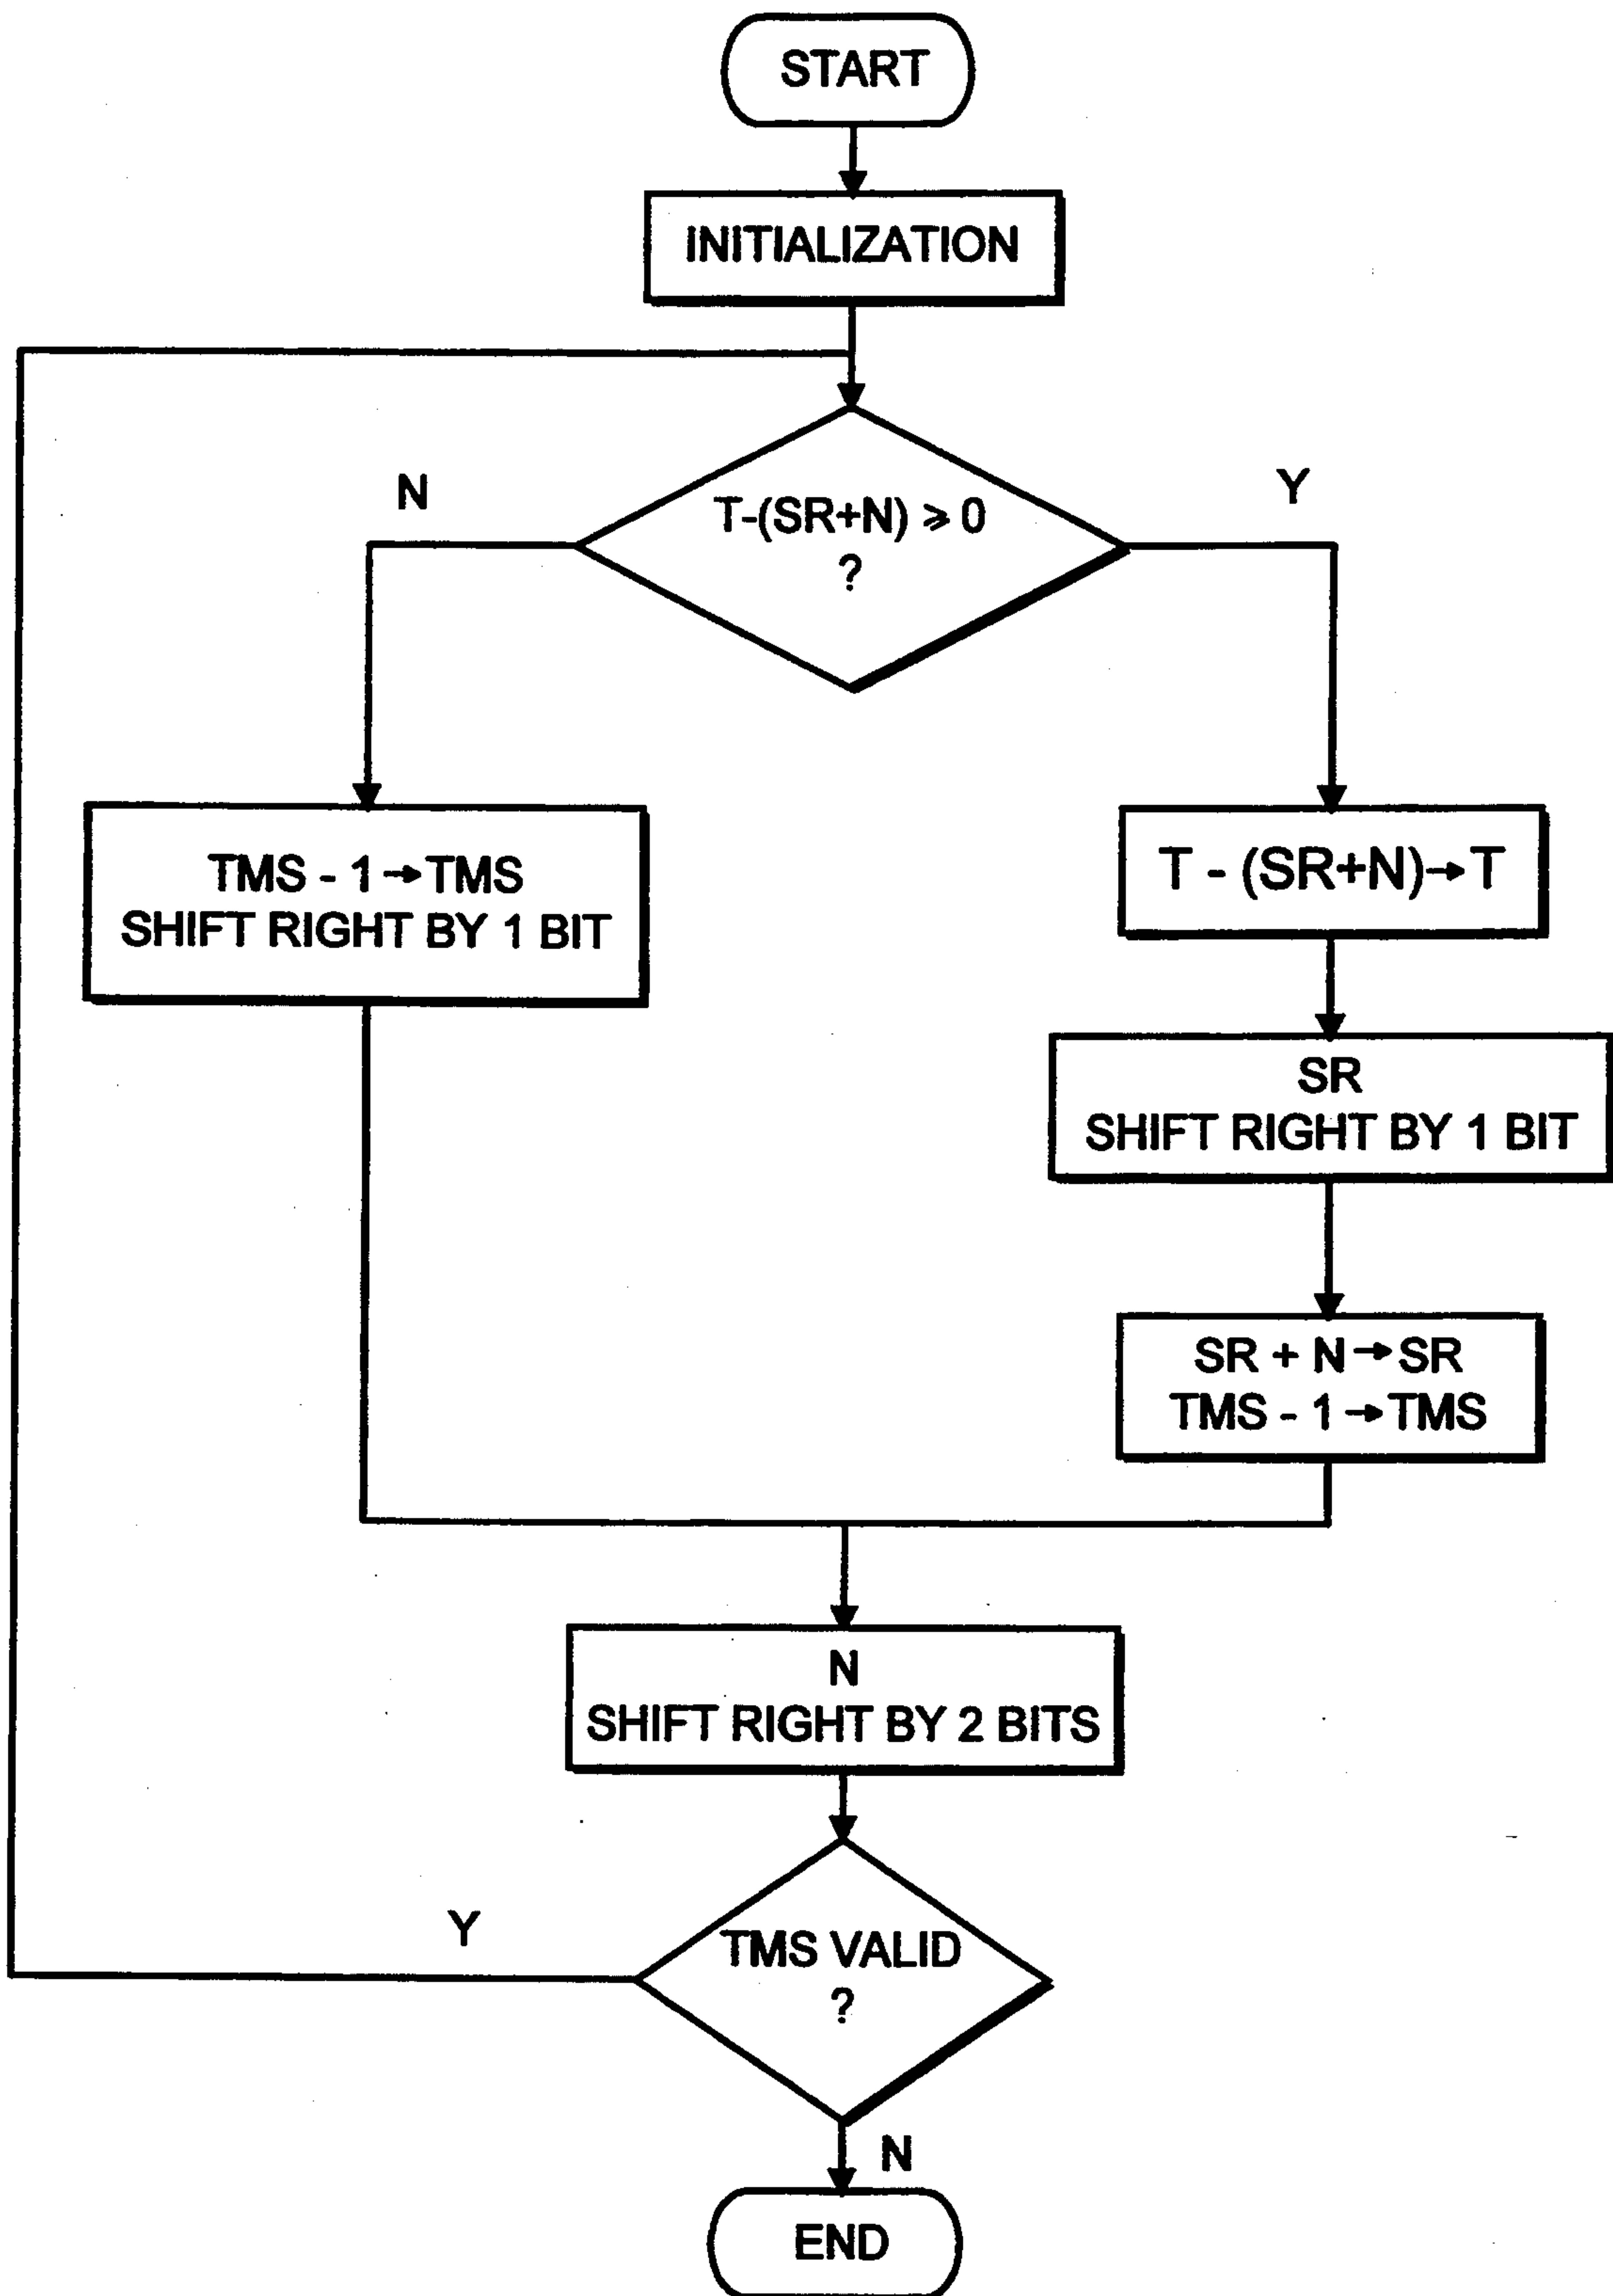 START
INITIALIZATION
N
Y
T-(SR+N) ⩾ 0
?
TMS - 1→TMS
SHIFT RIGHT BY 1 BIT
T - (SR+N)→T
SR
SHIFT RIGHT BY 1 BIT
SR + N→SR
TMS - 1→TMS
N
SHIFT RIGHT BY 2 BITS
Y
TMS VALID
?
N
END